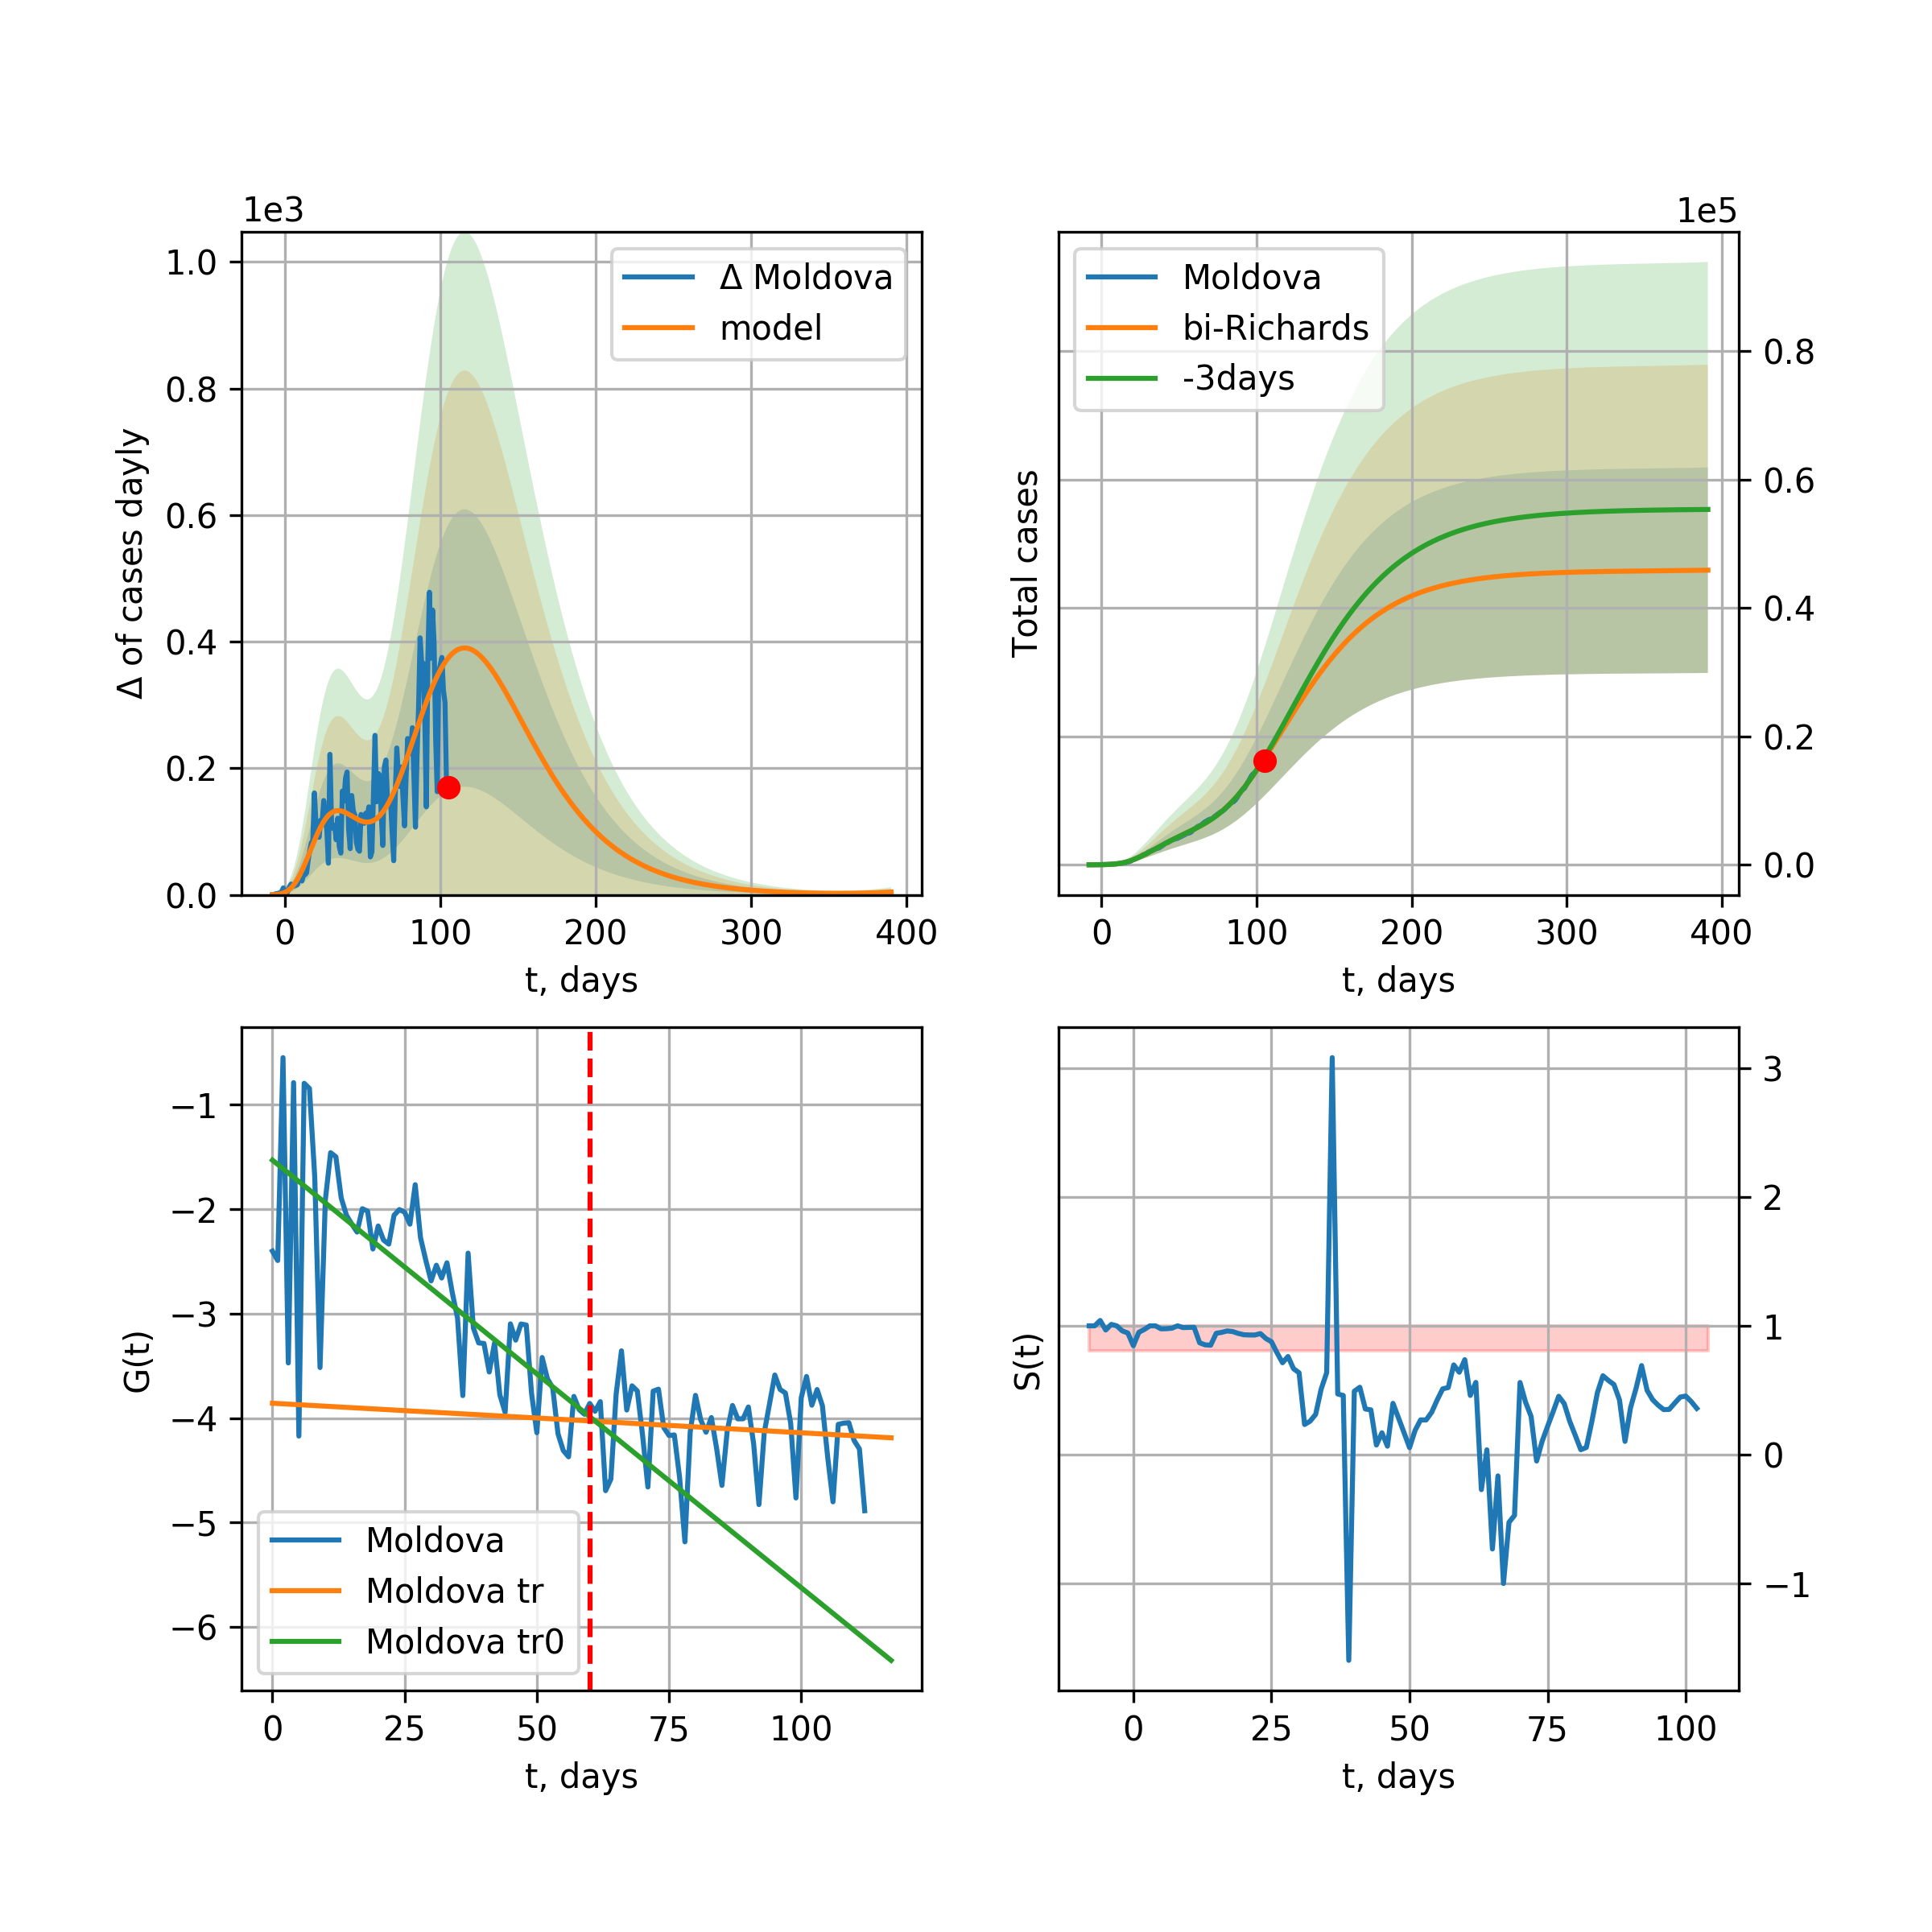 1e3
1.0
0.8
0.6
0.4
0.2
0.0
Δ of cases dayly
Δ Moldova
model
0 100 200 300 400
t, days
1e5
Total cases
Moldova
bi-Richards
-3days
0.8
0.6
0.4
0.2
0.0
0 100 200 300 400
t, days
G(t)
−1
−2
−3
−4
−5
−6
Moldova
Moldova tr
Moldova tr0
0 25 50 75 100
t, days
S(t)
3
2
1
0
−1
0 25 50 75 100
t, days